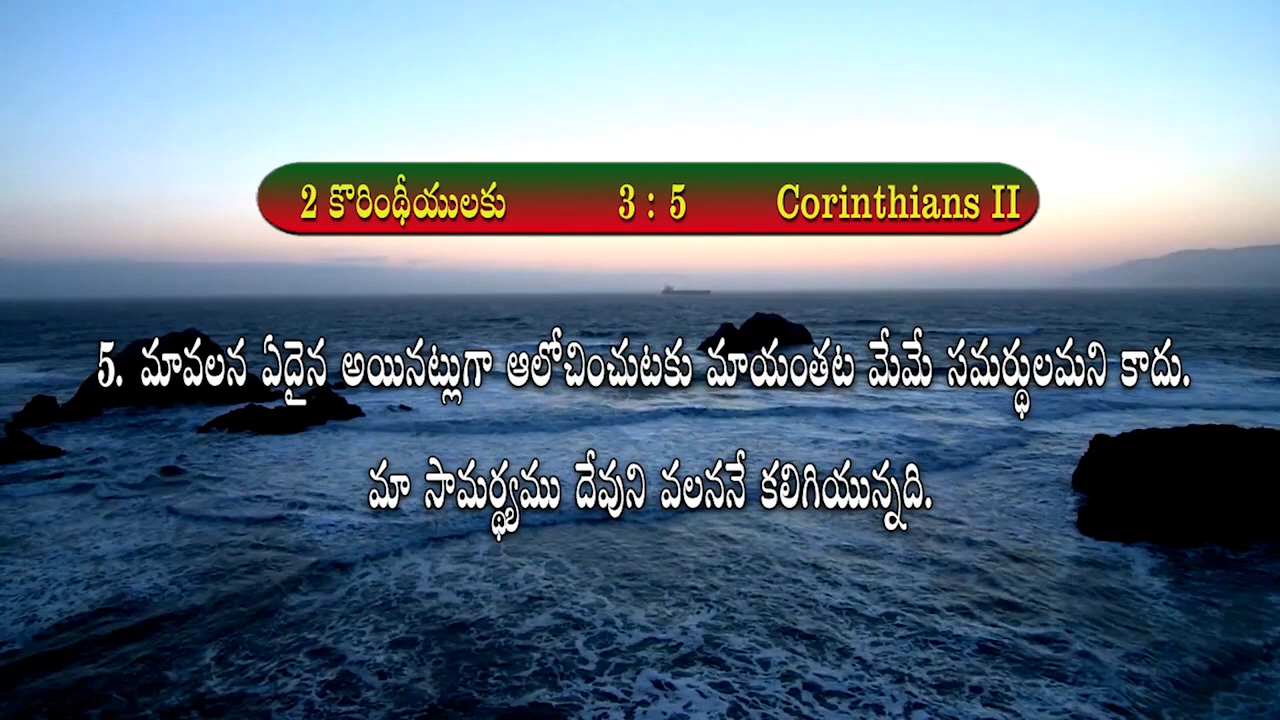 2 కొరింథీయులకు 3 : 5 Corinthians II
5. మావలన ఏదైన అయినట్లుగా ఆలోచించుటకు మాయంతట మేమే సమర్థులమని కాదు.
మా సామర్థ్యము దేవుని వలననే కలిగియున్నది.